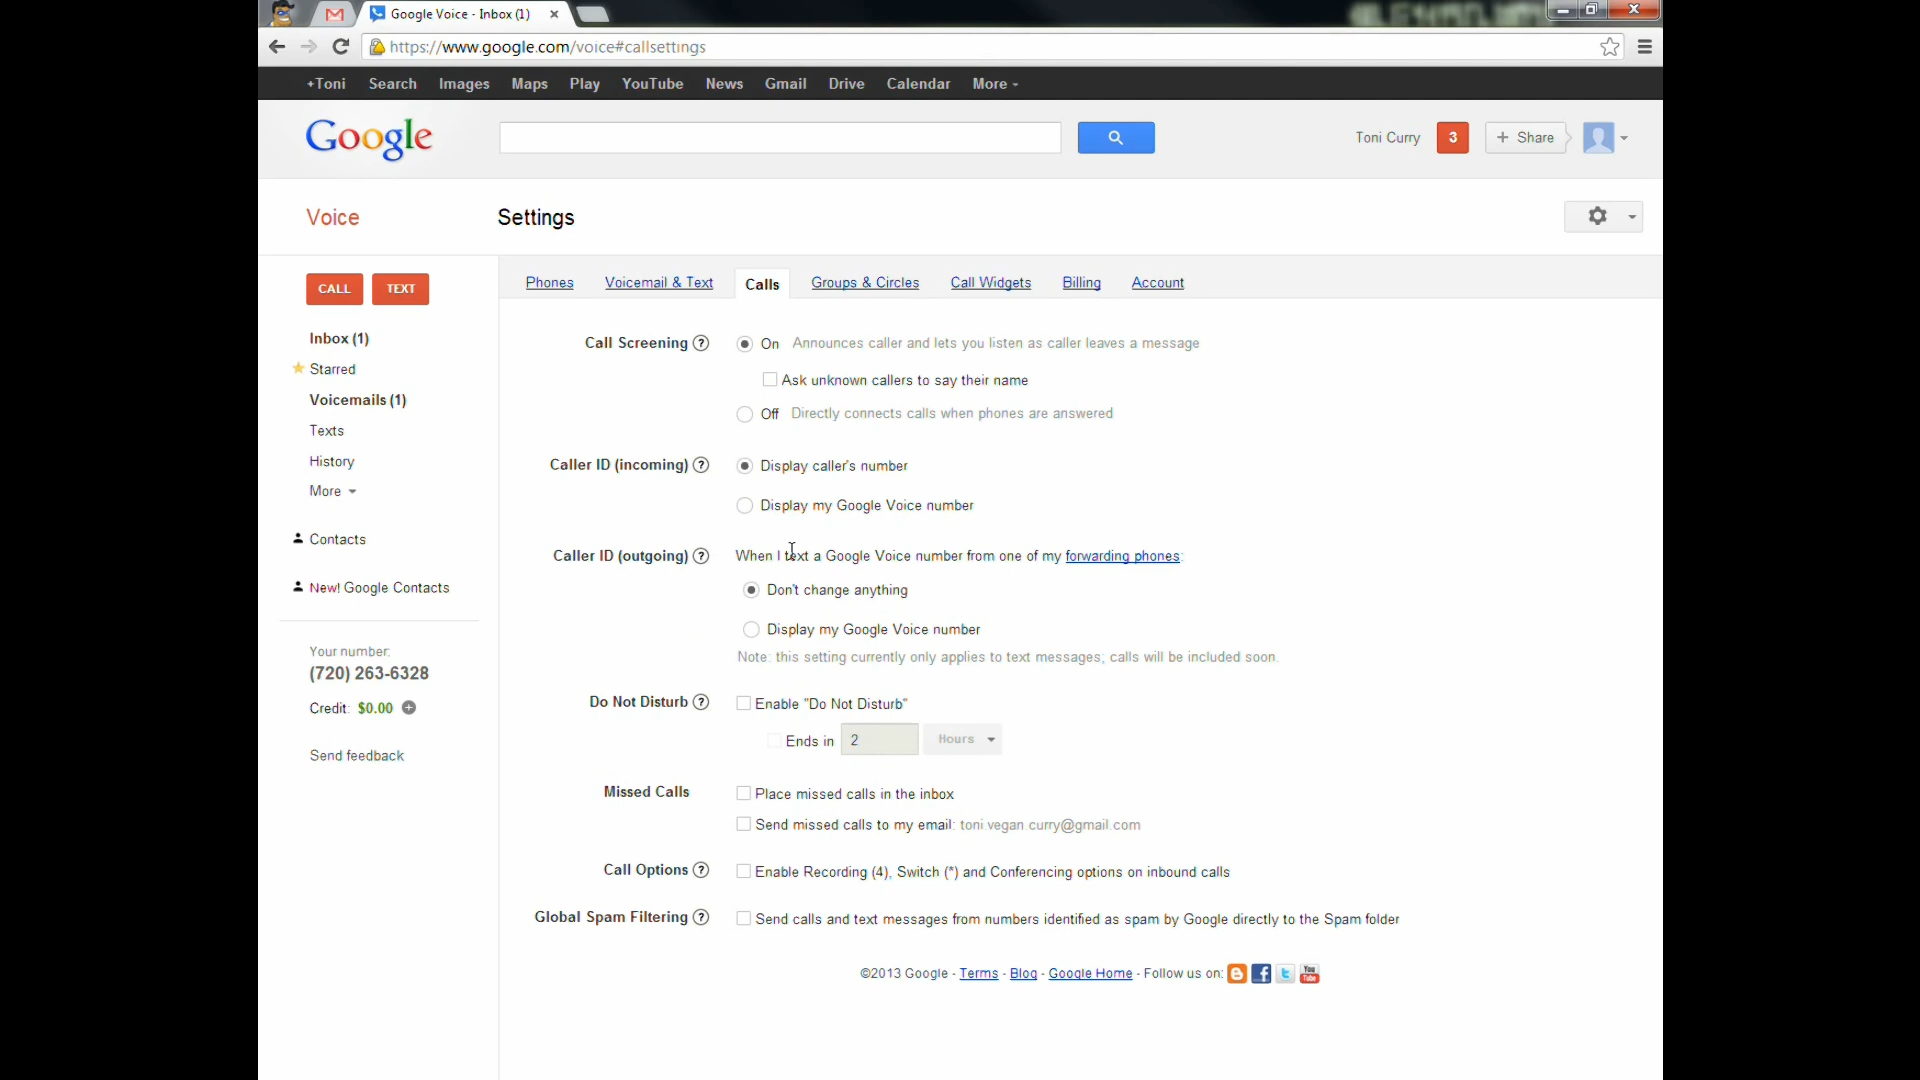 Google Voice - Inbox (1)
https://www.google.com/voice#callsettings
+Toni Search Images Maps Play YouTube News Gmail Drive Calendar More
Google
Toni Curry 3 + Share
Voice Settings
CALL TEXT
Phones Voicemail & Text Calls Groups & Circles Call Widgets Billing Account
Inbox (1)
Starred
Voicemails (1)
Texts
History
More
Contacts
New! Google Contacts
Your number:
(720) 263-6328
Credit: $0.00
Send feedback
Call Screening ? On Announces caller and lets you listen as caller leaves a message
Ask unknown callers to say their name
Off Directly connects calls when phones are answered
Caller ID (incoming) ? Display caller's number
Display my Google Voice number
Caller ID (outgoing) ? When I text a Google Voice number from one of my forwarding phones:
Don't change anything
Display my Google Voice number
Note: this setting currently only applies to text messages; calls will be included soon.
Do Not Disturb ? Enable "Do Not Disturb"
Ends in 2 Hours
Missed Calls Place missed calls in the inbox
Send missed calls to my email: toni.vegan.curry@gmail.com
Call Options ? Enable Recording (4), Switch (*) and Conferencing options on inbound calls
Global Spam Filtering ? Send calls and text messages from numbers identified as spam by Google directly to the Spam folder
©2013 Google - Terms - Blog - Google Home - Follow us on: You Tube